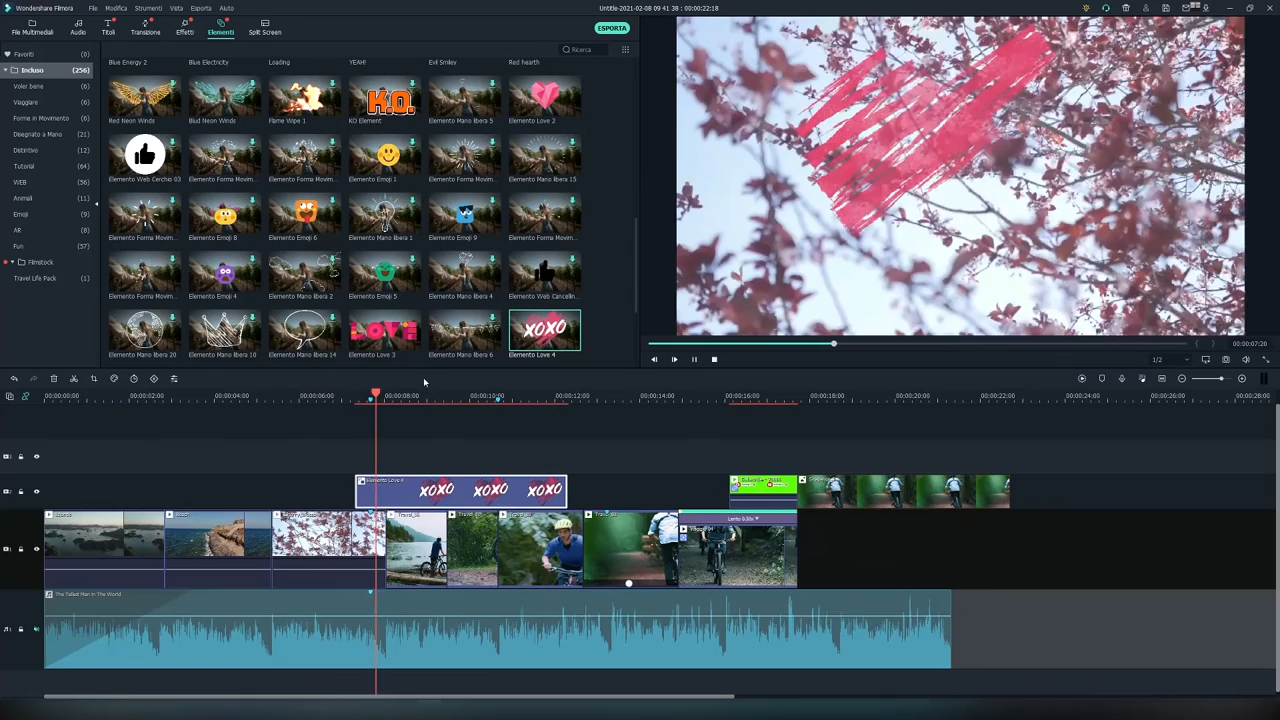 Wondershare Filmora File Modifica Strumenti Vista Esporta Aiuto
Untitle-2021-02-08 09 41 38 : 00:00:22:18
File Multimediali Audio Titoli Transizione Effetti Elementi Split Screen
ESPORTA
Favoriti (0)
Incluso (256)
Voler bene (6)
Viaggiare (6)
Forme in Movimento (6)
Disegnato a Mano (21)
Distintivo (12)
Tutorial (64)
WEB (56)
Animali (11)
Emoji (9)
AR (8)
Fun (57)
Filmstock
Travel Life Pack (1)
Ricerca
Blue Energy 2 Blue Electricity Loading YEAH! Evil Smiley Red hearth
K.O.
Red Neon Winds Blud Neon Winds Flame Wipe 1 KO Element Elemento Mano libera 5 Elemento Love 2
Elemento Web Cerchio 03 Elemento Forma Movim... Elemento Emoji 1 Elemento Forma Movim... Elemento Mano libera 15
Elemento Forma Movim... Elemento Emoji 8 Elemento Emoji 6 Elemento Mano libera 1 Elemento Emoji 9 Elemento Forma Movim...
Elemento Forma Movim... Elemento Emoji 4 Elemento Mano libera 2 Elemento Emoji 5 Elemento Mano libera 4 Elemento Web Cancellin...
LOVE XOXO
Elemento Mano libera 20 Elemento Mano libera 10 Elemento Mano libera 14 Elemento Love 3 Elemento Mano libera 6 Elemento Love 4
00:00:07:20
1/2
00:00:00:00 00:00:02:00 00:00:04:00 00:00:06:00 00:00:08:00 00:00:10:00 00:00:12:00 00:00:14:00 00:00:16:00 00:00:18:00 00:00:20:00 00:00:22:00 00:00:24:00 00:00:26:00 00:00:28:00
Elemento Love 4
XOXO XOXO XOXO
Lento 0.50x
The Tallest Man In The World